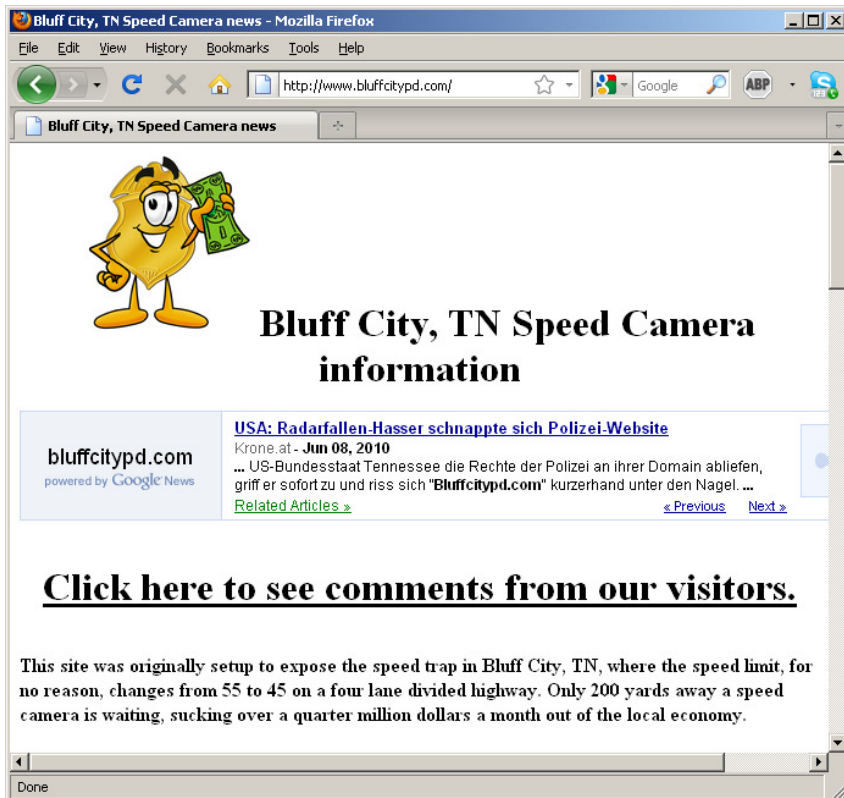 Bluff City, TN Speed Camera news - Mozilla Firefox
File Edit View History Bookmarks Tools Help
http://www.bluffcitypd.com/ Google ABP
Bluff City, TN Speed Camera news
Bluff City, TN Speed Camera
information
bluffcitypd.com
powered by Google News
USA: Radarfallen-Hasser schnappte sich Polizei-Website
Krone.at - Jun 08, 2010
... US-Bundesstaat Tennessee die Rechte der Polizei an ihrer Domain abliefen,
griff er sofort zu und riss sich "Bluffcitypd.com" kurzerhand unter den Nagel. ...
Related Articles » « Previous Next »
Click here to see comments from our visitors.
This site was originally setup to expose the speed trap in Bluff City, TN, where the speed limit, for
no reason, changes from 55 to 45 on a four lane divided highway. Only 200 yards away a speed
camera is waiting, sucking over a quarter million dollars a month out of the local economy.
Done